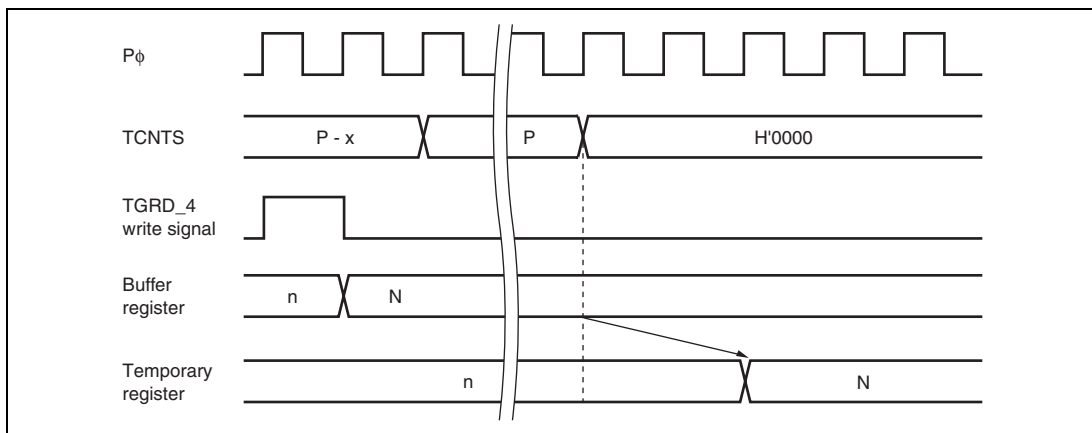 Pϕ
TCNTS
P - x
P
H'0000
TGRD_4
write signal
Buffer
register
n
N
Temporary
register
n
N